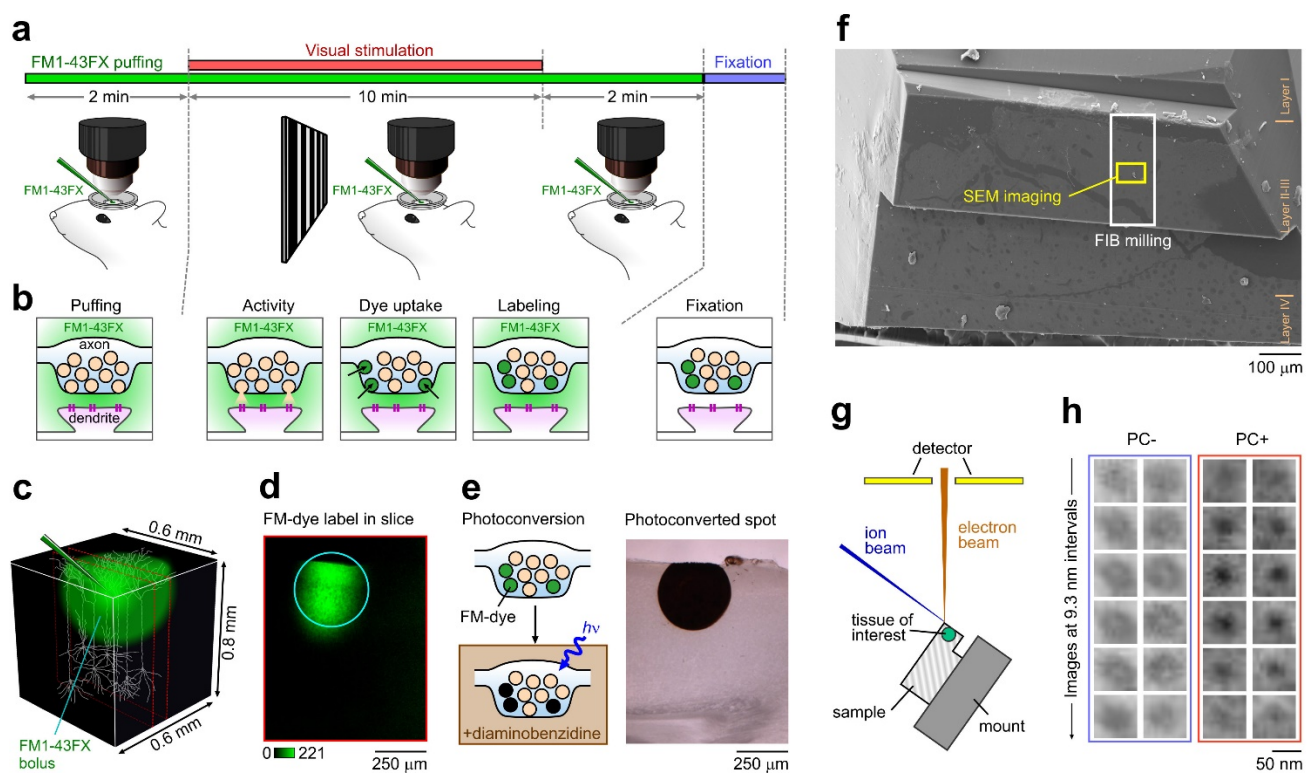 a
Visual stimulation
FM1-43FX puffing
Fixation
2 min
10 min
2 min
FM1-43FX
FM1-43FX
FM1-43FX
b
Puffing
Activity
Dye uptake
Labeling
Fixation
FM1-43FX
FM1-43FX
FM1-43FX
FM1-43FX
axon
dendrite
c
0.6 mm
0.8 mm
0.6 mm
FM1-43FX
bolus
d
FM-dye label in slice
0
221
250 μm
e
Photoconversion
Photoconverted spot
FM-dye
hν
+diaminobenzidine
250 μm
f
Layer I
SEM imaging
Layer II-III
FIB milling
Layer IV
100 μm
g
detector
ion
beam
electron
beam
tissue of
interest
sample
mount
h
PC-
PC+
Images at 9.3 nm intervals
50 nm